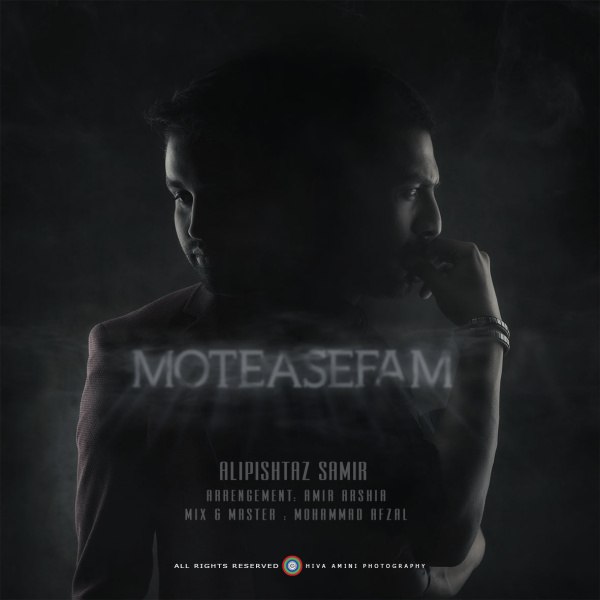 MOTEASEFAM
ALIPISHTAZ SAMIR
ARRENGEMENT: AMIR ARSHIA
MIX & MASTER : MOHAMMAD AFZAL
ALL RIGHTS RESERVED HIVA AMINI PHOTOGRAPHY